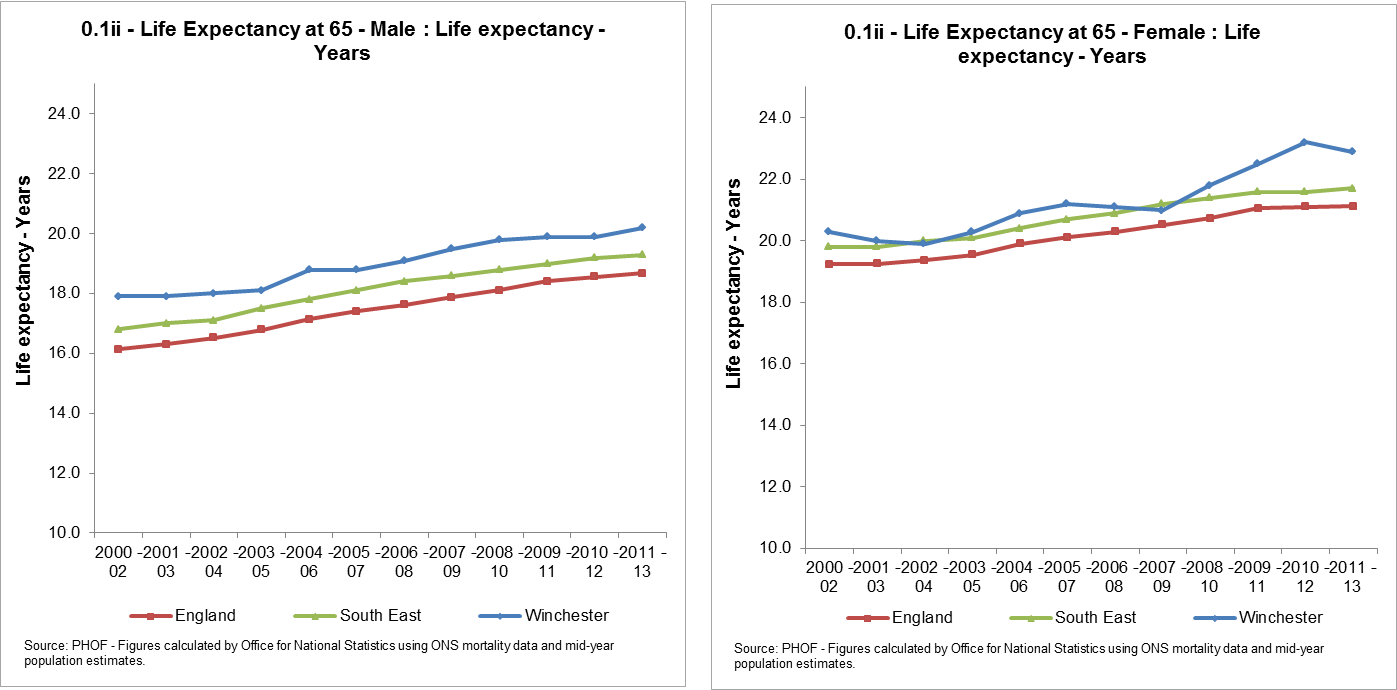 0.1ii - Life Expectancy at 65 - Male : Life expectancy -
Years
Life expectancy - Years
24.0
22.0
20.0
18.0
16.0
14.0
12.0
10.0
2000 -2001 -2002 -2003 -2004 -2005 -2006 -2007 -2008 -2009 -2010 -2011 -
02 03 04 05 06 07 08 09 10 11 12 13
England South East Winchester
Source: PHOF - Figures calculated by Office for National Statistics using ONS mortality data and mid-year
population estimates.
0.1ii - Life Expectancy at 65 - Female : Life
expectancy - Years
Life expectancy - Years
24.0
22.0
20.0
18.0
16.0
14.0
12.0
10.0
2000 -2001 -2002 -2003 -2004 -2005 -2006 -2007 -2008 -2009 -2010 -2011 -
02 03 04 05 06 07 08 09 10 11 12 13
England South East Winchester
Source: PHOF - Figures calculated by Office for National Statistics using ONS mortality data and mid-year
population estimates.